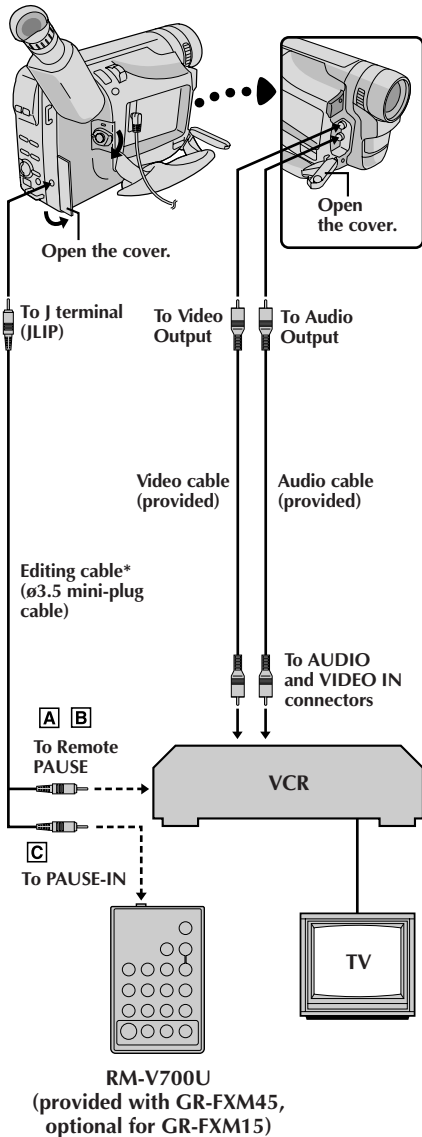 Open
the cover.
Open the cover.
To J terminal
(JLIP)
To Video
Output
To Audio
Output
Video cable
(provided)
Audio cable
(provided)
Editing cable*
(ø3.5 mini-plug
cable)
To AUDIO
and VIDEO IN
connectors
A B
To Remote
PAUSE
VCR
C
To PAUSE-IN
TV
RM-V700U
(provided with GR-FXM45,
optional for GR-FXM15)